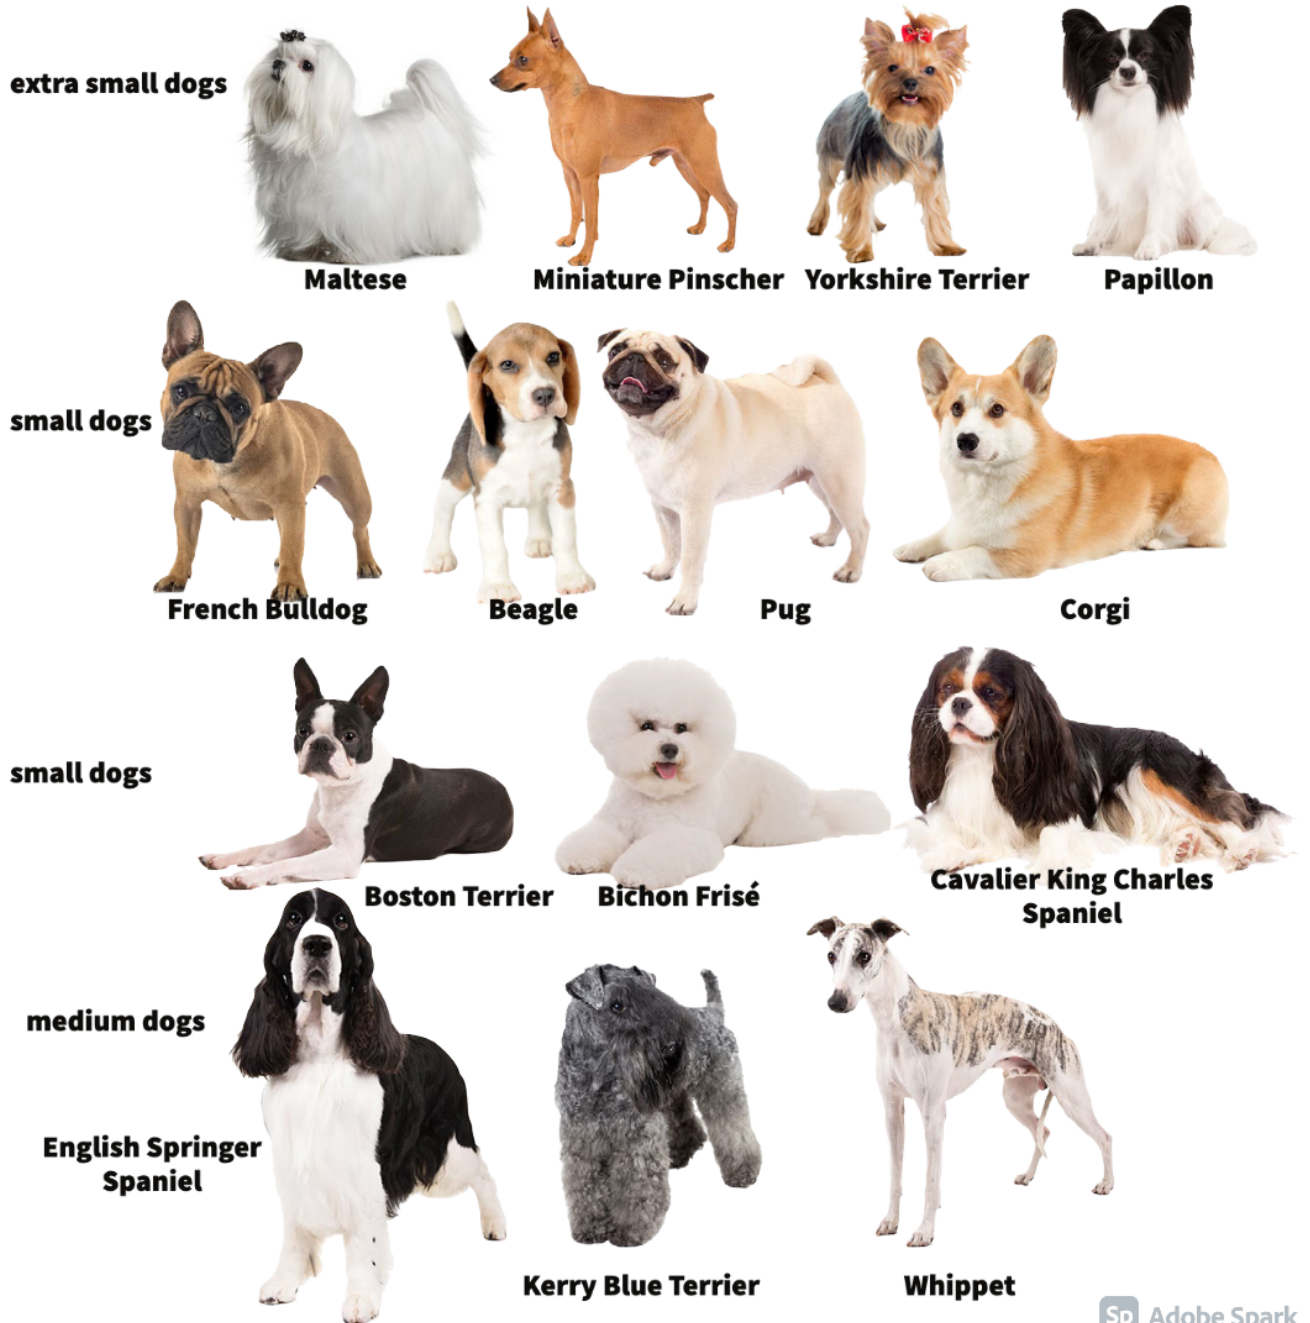 extra small dogs
Maltese
Miniature Pinscher
Yorkshire Terrier
Papillon
small dogs
French Bulldog
Beagle
Pug
Corgi
small dogs
Boston Terrier
Bichon Frisé
Cavalier King Charles
Spaniel
medium dogs
English Springer
Spaniel
Kerry Blue Terrier
Whippet
Sp Adobe Spark